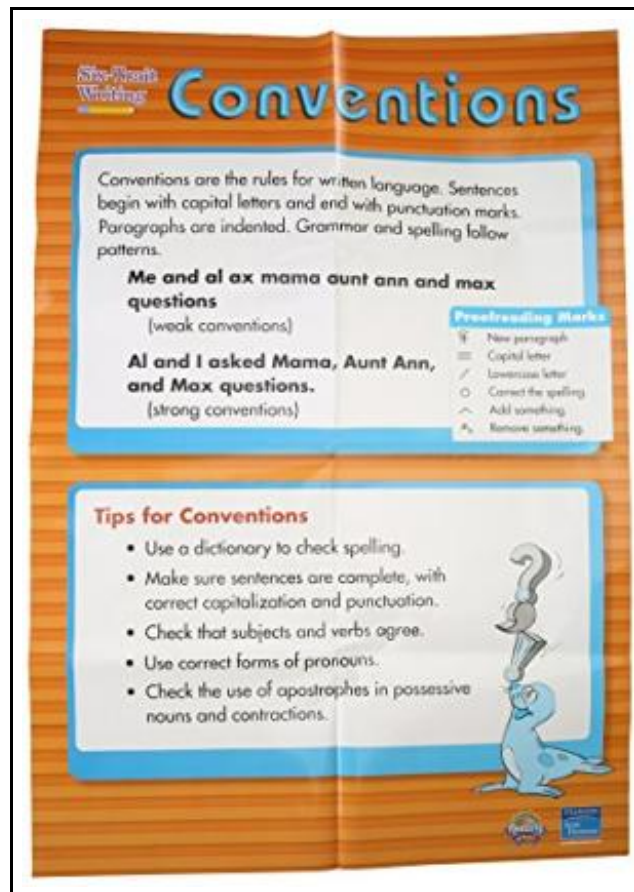 Six-Trait
Writing
Conventions
Conventions are the rules for written language. Sentences
begin with capital letters and end with punctuation marks.
Paragraphs are indented. Grammar and spelling follow
patterns.
Me and al ax mama aunt ann and max
questions
(weak conventions)
Al and I asked Mama, Aunt Ann,
and Max questions.
(strong conventions)
Proofreading Marks
New paragraph
Capital letter
Lowercase letter
Correct the spelling.
Add something.
Remove something.
Tips for Conventions
• Use a dictionary to check spelling.
• Make sure sentences are complete, with
correct capitalization and punctuation.
• Check that subjects and verbs agree.
• Use correct forms of pronouns.
• Check the use of apostrophes in possessive
nouns and contractions.